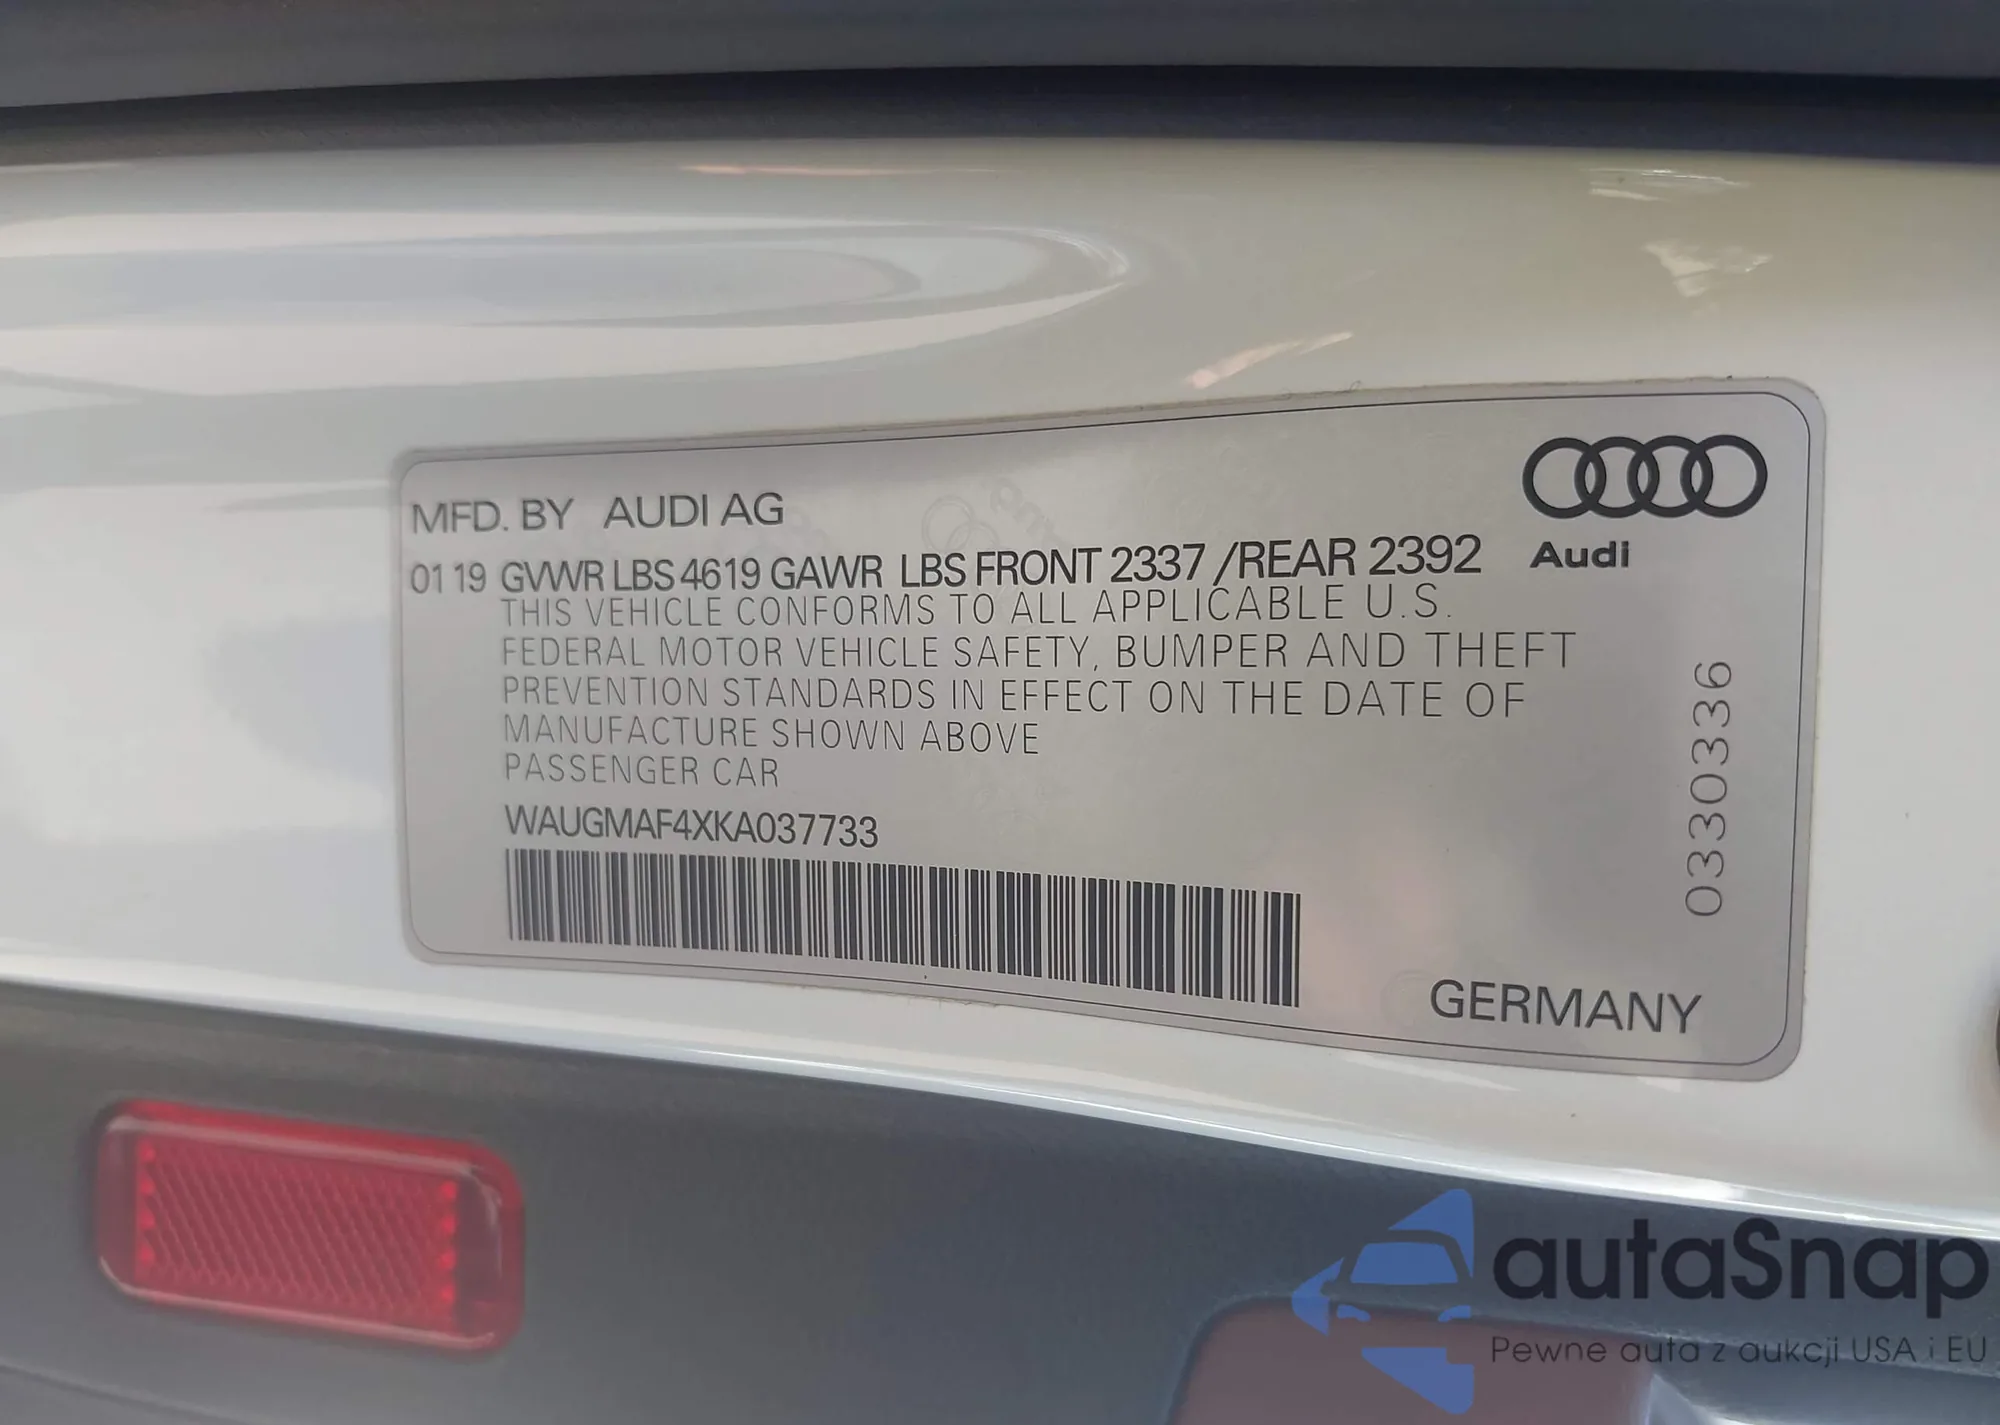 MFD. BY AUDI AG
01 19 GVWR LBS 4619 GAWR LBS FRONT 2337 /REAR 2392
Audi
THIS VEHICLE CONFORMS TO ALL APPLICABLE U.S.
FEDERAL MOTOR VEHICLE SAFETY, BUMPER AND THEFT
PREVENTION STANDARDS IN EFFECT ON THE DATE OF
MANUFACTURE SHOWN ABOVE
PASSENGER CAR
WAUGMAF4XKA037733
0330336
GERMANY
autaSnap
Pewne auta z aukcji USA i EU